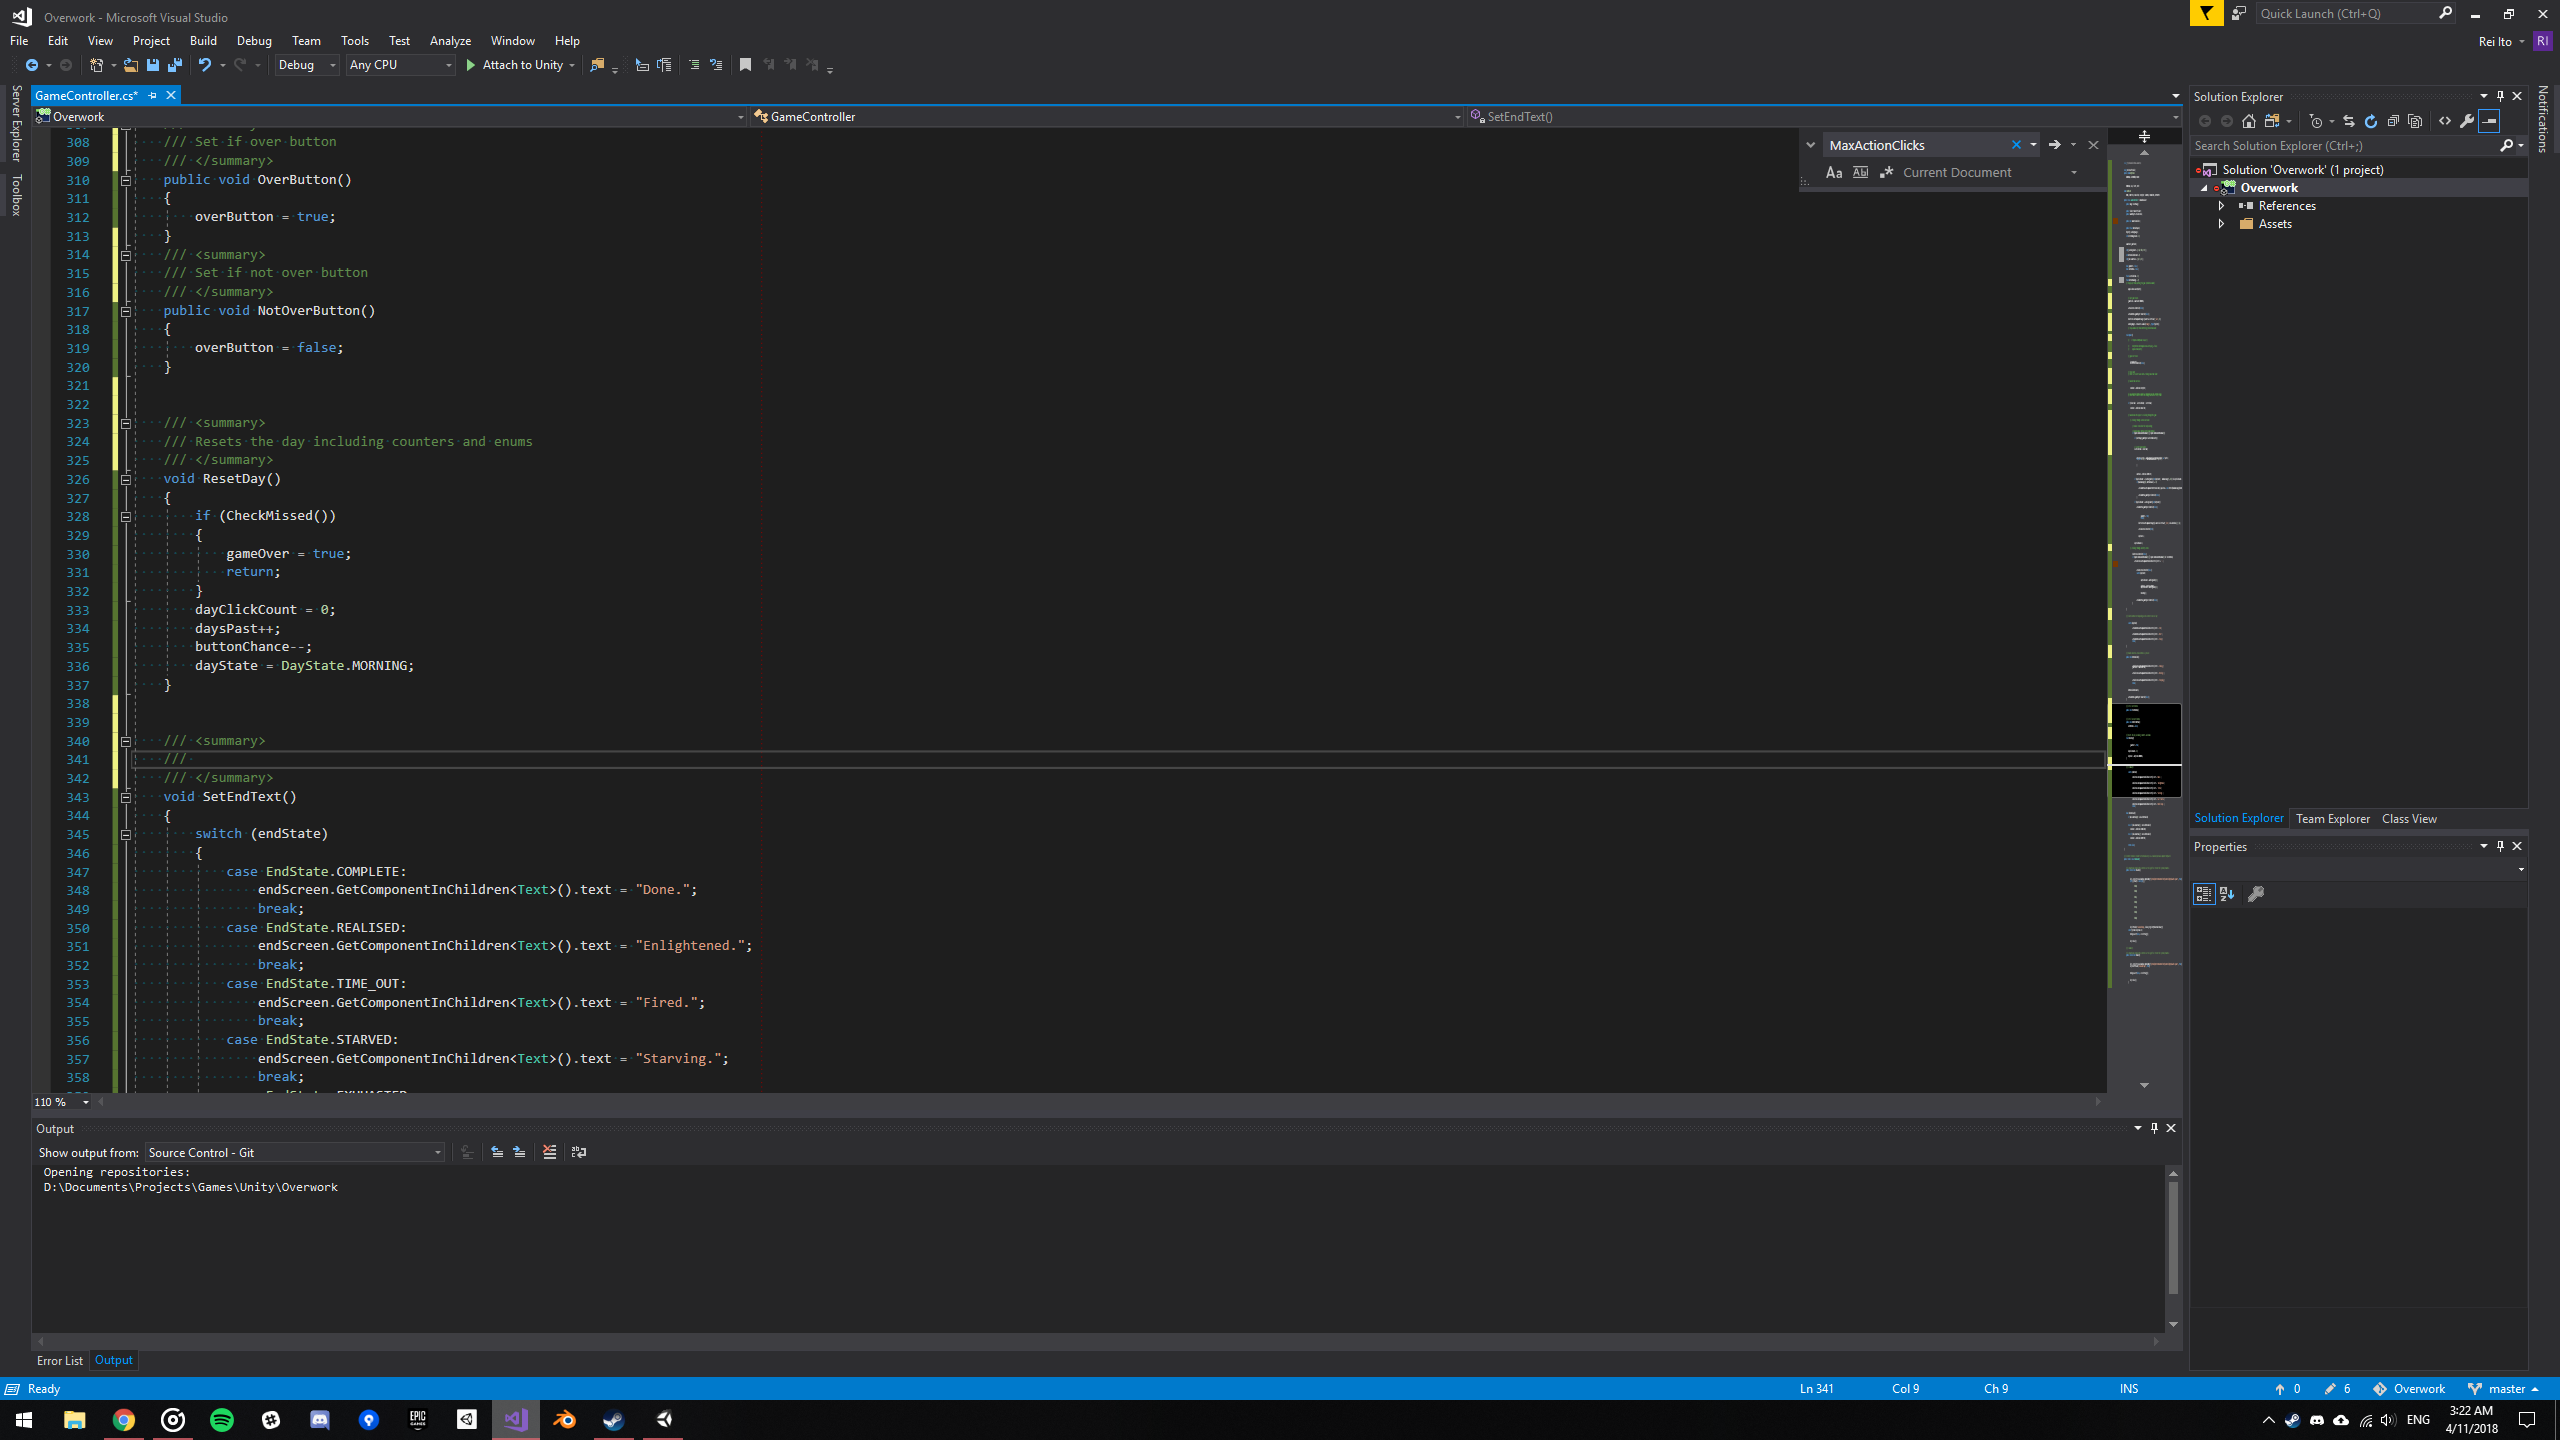 Overwork - Microsoft Visual Studio
Quick Launch (Ctrl+Q)
File Edit View Project Build Debug Team Tools Test Analyze Window Help
Rei Ito RI
Debug Any CPU Attach to Unity
Server Explorer
Toolbox
Notifications
GameController.cs*
Overwork GameController SetEndText()
MaxActionClicks
Aa Ab Current Document
308 /// Set if over button
309 /// </summary>
310 public void OverButton()
311 {
312 overButton = true;
313 }
314 /// <summary>
315 /// Set if not over button
316 /// </summary>
317 public void NotOverButton()
318 {
319 overButton = false;
320 }
321
322
323 /// <summary>
324 /// Resets the day including counters and enums
325 /// </summary>
326 void ResetDay()
327 {
328 if (CheckMissed())
329 {
330 gameOver = true;
331 return;
332 }
333 dayClickCount = 0;
334 daysPast++;
335 buttonChance--;
336 dayState = DayState.MORNING;
337 }
338
339
340 /// <summary>
341 ///
342 /// </summary>
343 void SetEndText()
344 {
345 switch (endState)
346 {
347 case EndState.COMPLETE:
348 endScreen.GetComponentInChildren<Text>().text = "Done.";
349 break;
350 case EndState.REALISED:
351 endScreen.GetComponentInChildren<Text>().text = "Enlightened.";
352 break;
353 case EndState.TIME_OUT:
354 endScreen.GetComponentInChildren<Text>().text = "Fired.";
355 break;
356 case EndState.STARVED:
357 endScreen.GetComponentInChildren<Text>().text = "Starving.";
358 break;
110 %
Solution Explorer
Search Solution Explorer (Ctrl+;)
Solution 'Overwork' (1 project)
Overwork
References
Assets
Solution Explorer Team Explorer Class View
Properties
Output
Show output from: Source Control - Git
Opening repositories:
D:\Documents\Projects\Games\Unity\Overwork
Error List Output
Ready Ln 341 Col 9 Ch 9 INS 0 6 Overwork master
EPIC GAMES
ENG
3:22 AM
4/11/2018